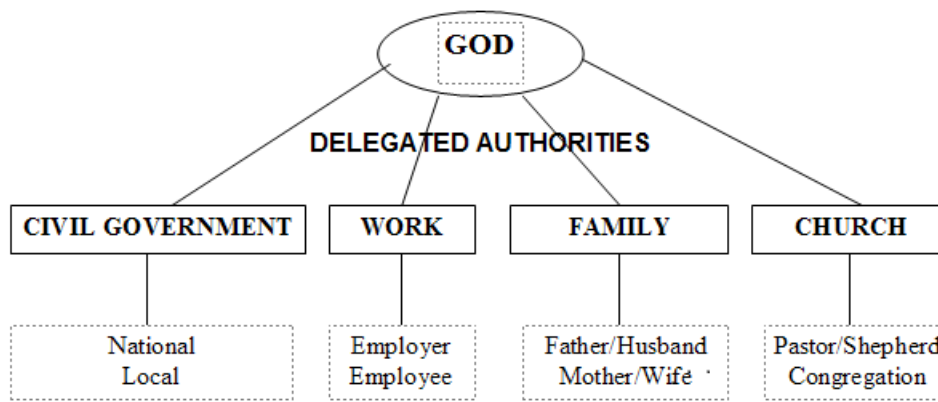 GOD
DELEGATED AUTHORITIES
CIVIL GOVERNMENT
WORK
FAMILY
CHURCH
National
Local
Employer
Employee
Father/Husband
Mother/Wife
Pastor/Shepherd
Congregation